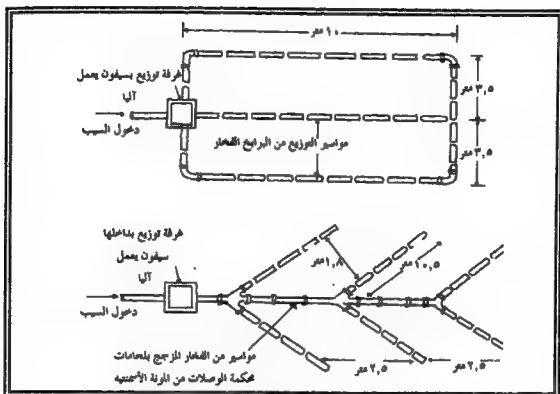 ١٠ متر
غرفة توزيع بسيفون يعمل
آليا
دخول السيب
٣,٥ متر
مواسير التوزيع من البرابخ الفخار
٣,٥ متر
غرفة توزيع بداخلها
سيفون يعمل
آليا
دخول السيب
١,٨ متر
١٠,٥ متر
مواسير من الفخار المزجج بلحامات
محكمة الوصلات من المونة الأسمنتيه
٢,٥ متر
٢,٥ متر